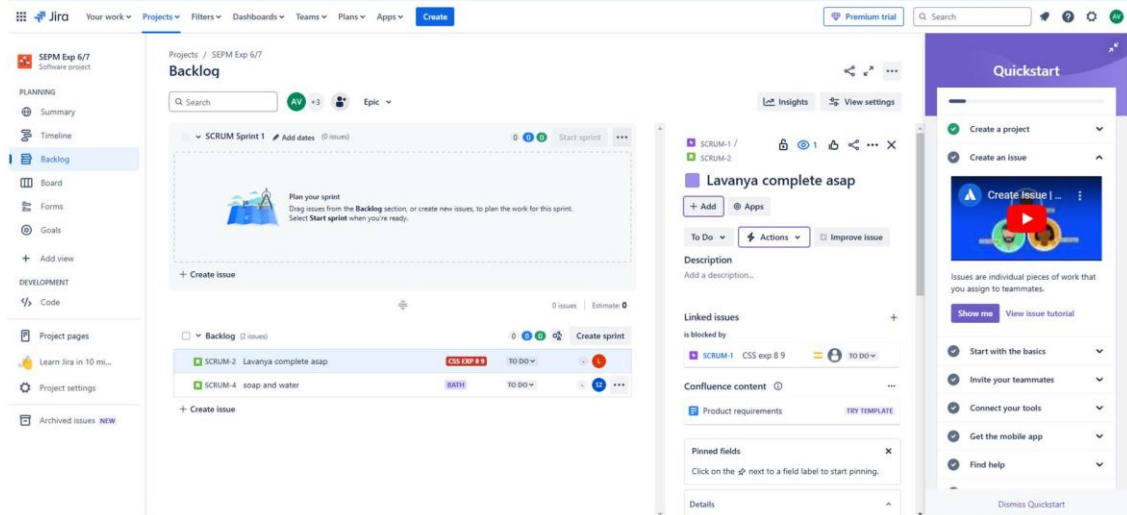 Jira Your work Projects Filters Dashboards Teams Plans Apps Create Premium trial Search AV
SEPM Exp 6/7
Software project
PLANNING
Summary
Timeline
Backlog
Board
Forms
Goals
+ Add view
DEVELOPMENT
Code
Project pages
Learn Jira in 10 mi...
Project settings
Archived issues NEW
Projects / SEPM Exp 6/7
Backlog
Search AV +3 Epic Insights View settings
SCRUM Sprint 1 Add dates (0 issues) 0 0 0 Start sprint
Plan your sprint
Drag issues from the Backlog section, or create new issues, to plan the work for this sprint.
Select Start sprint when you're ready.
+ Create issue
0 issues Estimate: 0
Backlog (2 issues) 0 0 0 Create sprint
SCRUM-2 Lavanya complete asap CSS EXP 8 9 TO DO - L
SCRUM-4 soap and water BATH TO DO - SZ
+ Create issue
SCRUM-1 / 1
SCRUM-2
Lavanya complete asap
+ Add Apps
To Do Actions Improve issue
Description
Add a description...
Linked issues +
is blocked by
SCRUM-1 CSS exp 8 9 TO DO
Confluence content
Product requirements TRY TEMPLATE
Pinned fields
Click on the next to a field label to start pinning.
Details
Quickstart
Create a project
Create an issue
Create Issue | ...
Issues are individual pieces of work that
you assign to teammates.
Show me View issue tutorial
Start with the basics
Invite your teammates
Connect your tools
Get the mobile app
Find help
Dismiss Quickstart